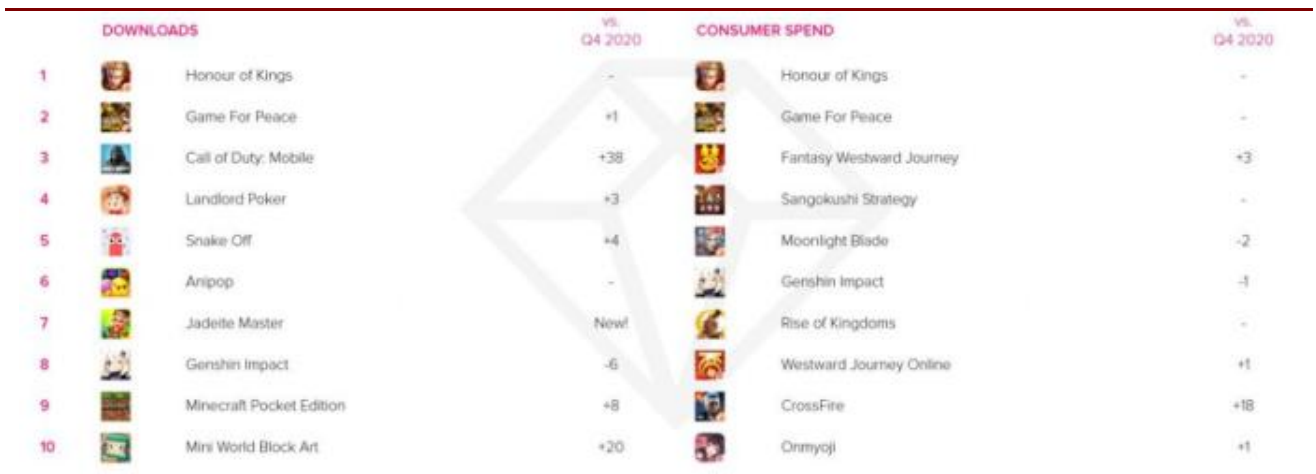 DOWNLOADS vs. Q4 2020 CONSUMER SPEND vs. Q4 2020
1 Honour of Kings - Honour of Kings -
2 Game For Peace +1 Game For Peace -
3 Call of Duty: Mobile +38 Fantasy Westward Journey +3
4 Landlord Poker +3 Sangokushi Strategy -
5 Snake Off +4 Moonlight Blade -2
6 Anipop - Genshin Impact -1
7 Jadeite Master New! Rise of Kingdoms -
8 Genshin Impact -6 Westward Journey Online +1
9 Minecraft Pocket Edition +8 CrossFire +18
10 Mini World Block Art +20 Onmyoji +1